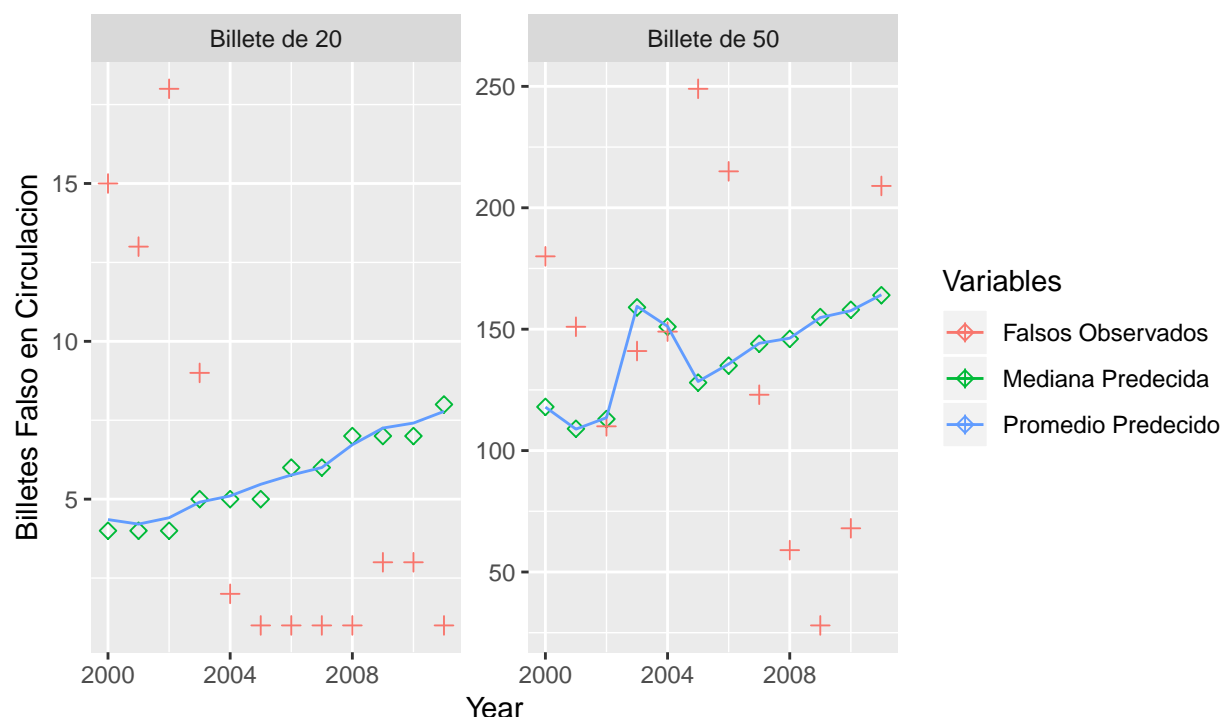 Billete de 20
Billete de 50
Billetes Falso en Circulacion
15
10
5
250
200
150
100
50
2000
2004
2008
2000
2004
2008
Year
Variables
Falsos Observados
Mediana Predecida
Promedio Predecido